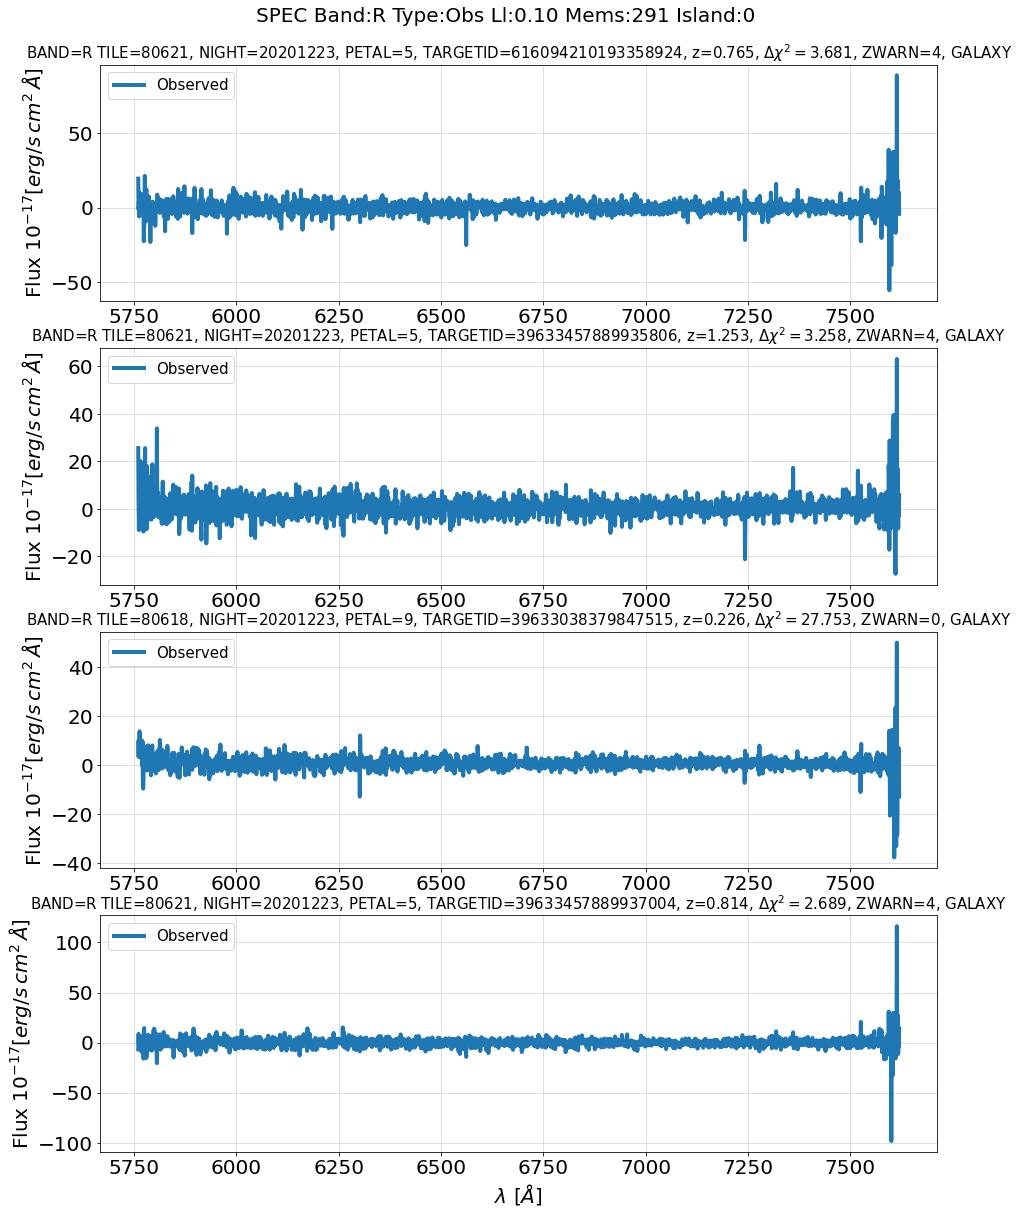 SPEC Band:R Type:Obs Ll:0.10 Mems:291 Island:0
BAND=R TILE=80621, NIGHT=20201223, PETAL=5, TARGETID=616094210193358924, z=0.765, Δχ² = 3.681, ZWARN=4, GALAXY
Observed
Flux 10⁻¹⁷[erg/s cm² Å]
50
0
−50
5750 6000 6250 6500 6750 7000 7250 7500
BAND=R TILE=80621, NIGHT=20201223, PETAL=5, TARGETID=39633457889935806, z=1.253, Δχ² = 3.258, ZWARN=4, GALAXY
Observed
Flux 10⁻¹⁷[erg/s cm² Å]
60
40
20
0
−20
5750 6000 6250 6500 6750 7000 7250 7500
BAND=R TILE=80618, NIGHT=20201223, PETAL=9, TARGETID=39633038379847515, z=0.226, Δχ² = 27.753, ZWARN=0, GALAXY
Observed
Flux 10⁻¹⁷[erg/s cm² Å]
40
20
0
−20
−40
5750 6000 6250 6500 6750 7000 7250 7500
BAND=R TILE=80621, NIGHT=20201223, PETAL=5, TARGETID=39633457889937004, z=0.814, Δχ² = 2.689, ZWARN=4, GALAXY
Observed
Flux 10⁻¹⁷[erg/s cm² Å]
100
50
0
−50
−100
5750 6000 6250 6500 6750 7000 7250 7500
λ [Å]